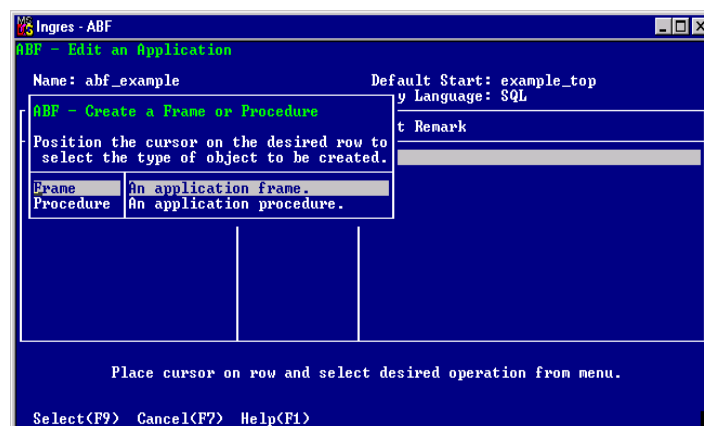 Ingres - ABF
ABF - Edit an Application
Name: abf_example Default Start: example_top
y Language: SQL
ABF - Create a Frame or Procedure
t Remark
Position the cursor on the desired row to
select the type of object to be created.
Frame An application frame.
Procedure An application procedure.
Place cursor on row and select desired operation from menu.
Select(F9) Cancel(F7) Help(F1)